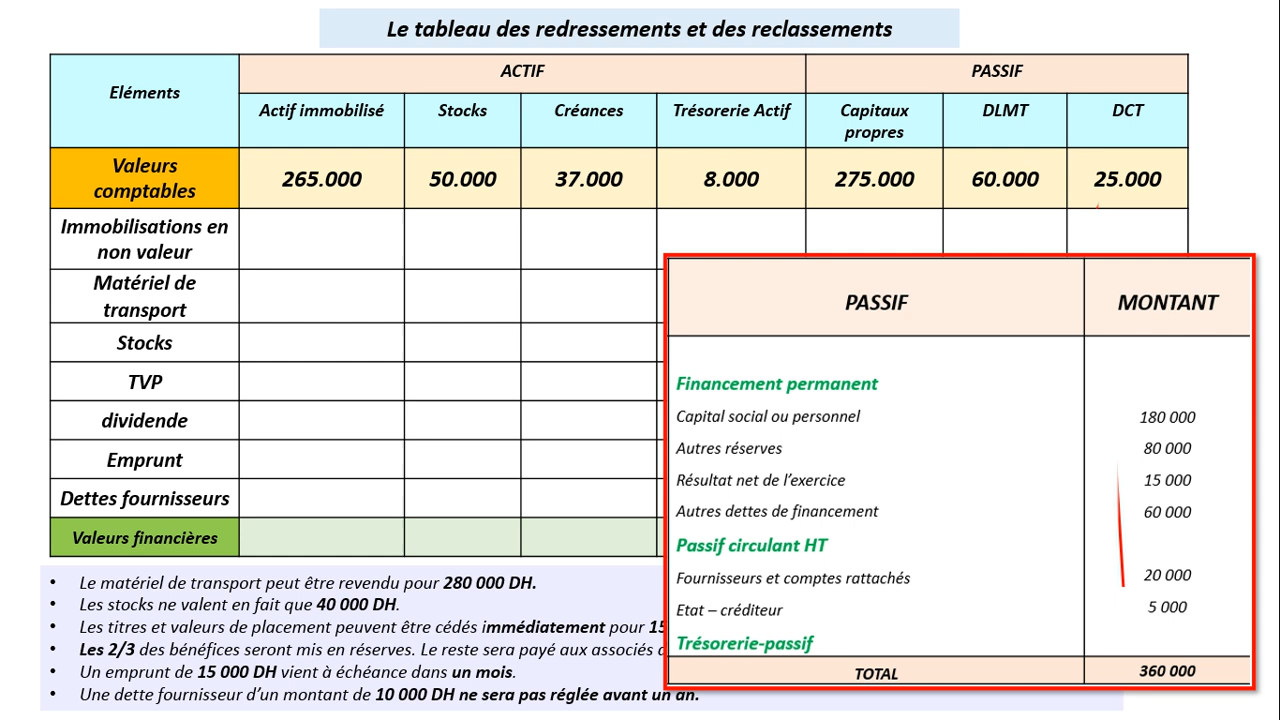 Le tableau des redressements et des reclassements
Eléments
ACTIF
PASSIF
Actif immobilisé
Stocks
Créances
Trésorerie Actif
Capitaux
propres
DLMT
DCT
Valeurs
comptables
265.000
50.000
37.000
8.000
275.000
60.000
25.000
Immobilisations en
non valeur
Matériel de
transport
Stocks
TVP
dividende
Emprunt
Dettes fournisseurs
Valeurs financières
PASSIF
MONTANT
Financement permanent
Capital social ou personnel 180 000
Autres réserves 80 000
Résultat net de l’exercice 15 000
Autres dettes de financement 60 000
Passif circulant HT
Fournisseurs et comptes rattachés 20 000
Etat – créditeur 5 000
Trésorerie-passif
TOTAL 360 000
• Le matériel de transport peut être revendu pour 280 000 DH.
• Les stocks ne valent en fait que 40 000 DH.
• Les titres et valeurs de placement peuvent être cédés immédiatement pour 15
• Les 2/3 des bénéfices seront mis en réserves. Le reste sera payé aux associés
• Un emprunt de 15 000 DH vient à échéance dans un mois.
• Une dette fournisseur d’un montant de 10 000 DH ne sera pas réglée avant un an.